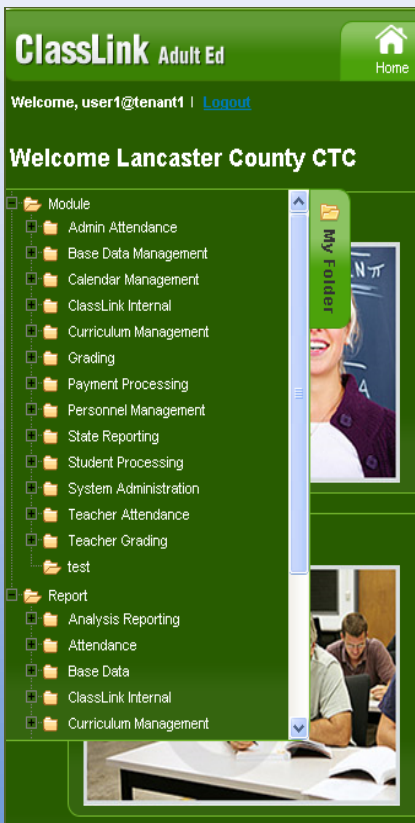 ClassLink Adult Ed
Home
Welcome, user1@tenant1 | Logout
Welcome Lancaster County CTC
Module
Admin Attendance
Base Data Management
Calendar Management
ClassLink Internal
Curriculum Management
Grading
Payment Processing
Personnel Management
State Reporting
Student Processing
System Administration
Teacher Attendance
Teacher Grading
test
Report
Analysis Reporting
Attendance
Base Data
ClassLink Internal
Curriculum Management
My Folder